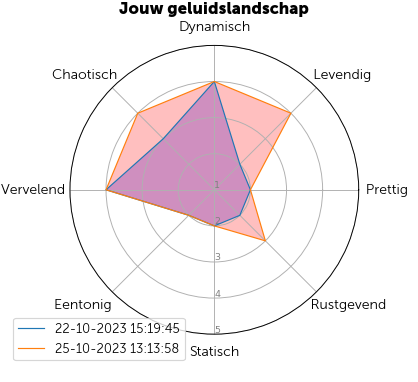 Jouw geluidslandschap
Dynamisch
Chaotisch
Levendig
Vervelend
1
Prettig
2
3
4
Eentonig
Rustgevend
5
22-10-2023 15:19:45
25-10-2023 13:13:58
Statisch